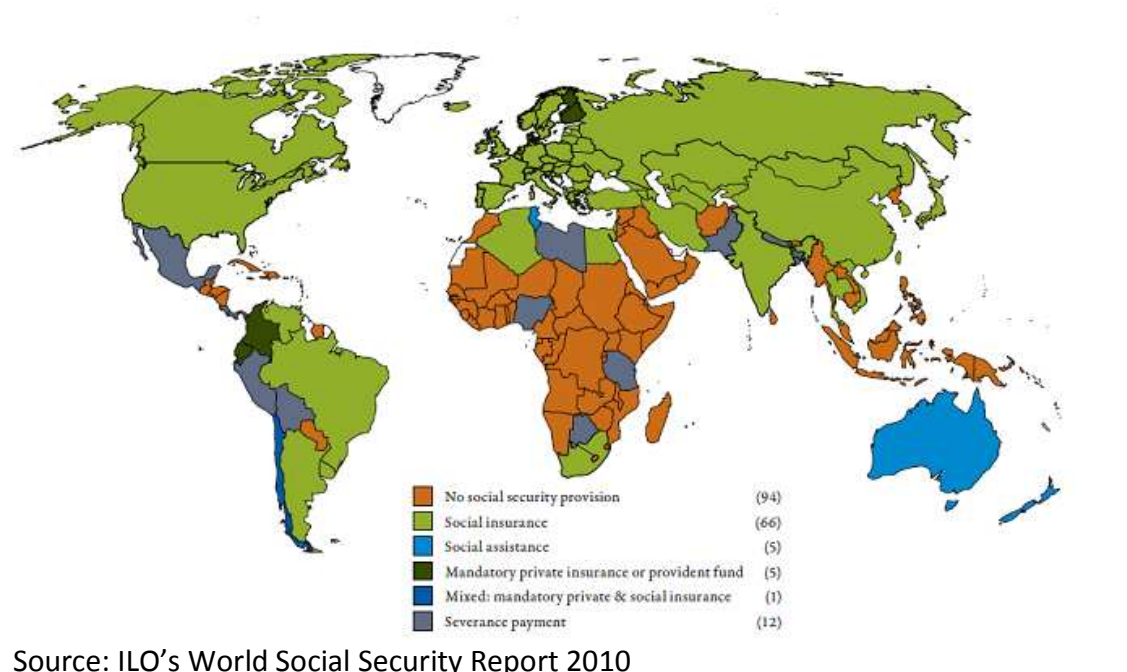 No social security provision (94)
Social insurance (66)
Social assistance (5)
Mandatory private insurance or provident fund (5)
Mixed: mandatory private & social insurance (1)
Severance payment (12)
Source: ILO’s World Social Security Report 2010